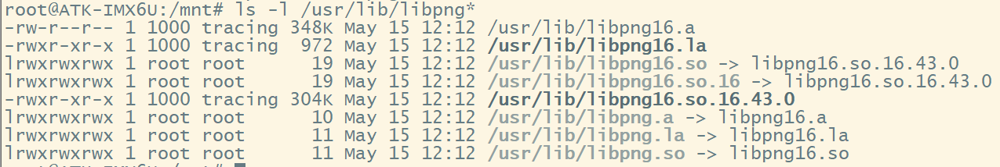 root@ATK-IMX6U:/mnt# ls -l /usr/lib/libpng*
-rw-r--r-- 1 1000 tracing 348K May 15 12:12 /usr/lib/libpng16.a
-rwxr-xr-x 1 1000 tracing  972 May 15 12:12 /usr/lib/libpng16.la
lrwxrwxrwx 1 root root      19 May 15 12:12 /usr/lib/libpng16.so -> libpng16.so.16.43.0
lrwxrwxrwx 1 root root      19 May 15 12:12 /usr/lib/libpng16.so.16 -> libpng16.so.16.43.0
-rwxr-xr-x 1 1000 tracing 304K May 15 12:12 /usr/lib/libpng16.so.16.43.0
lrwxrwxrwx 1 root root      10 May 15 12:12 /usr/lib/libpng.a -> libpng16.a
lrwxrwxrwx 1 root root      11 May 15 12:12 /usr/lib/libpng.la -> libpng16.la
lrwxrwxrwx 1 root root      11 May 15 12:12 /usr/lib/libpng.so -> libpng16.so
root@ATK-IMX6U:/mnt#